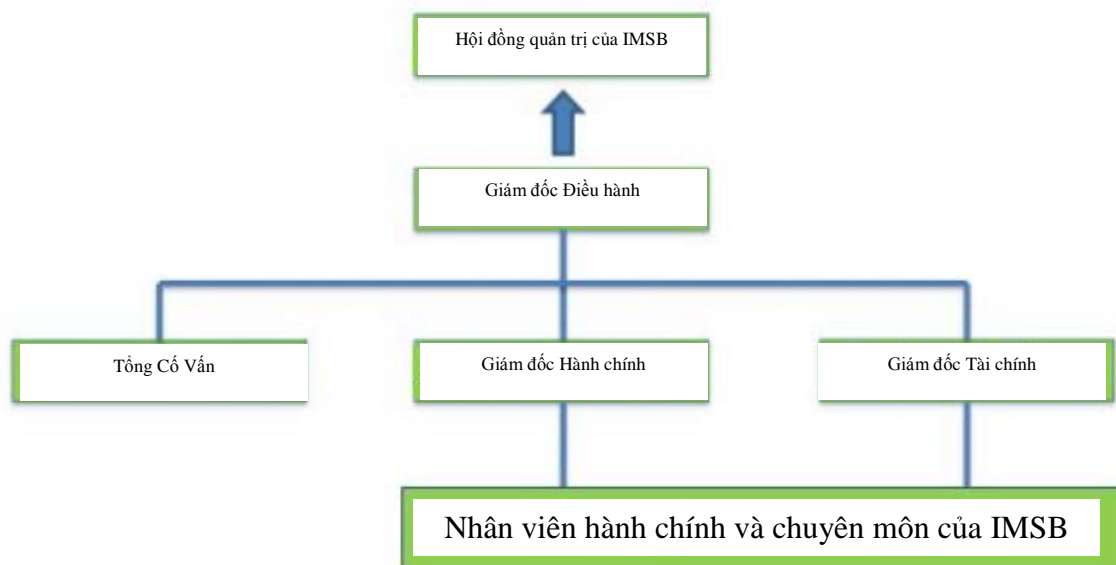 Hội đồng quản trị của IMSB
Giám đốc Điều hành
Tổng Cố Vấn
Giám đốc Hành chính
Giám đốc Tài chính
Nhân viên hành chính và chuyên môn của IMSB